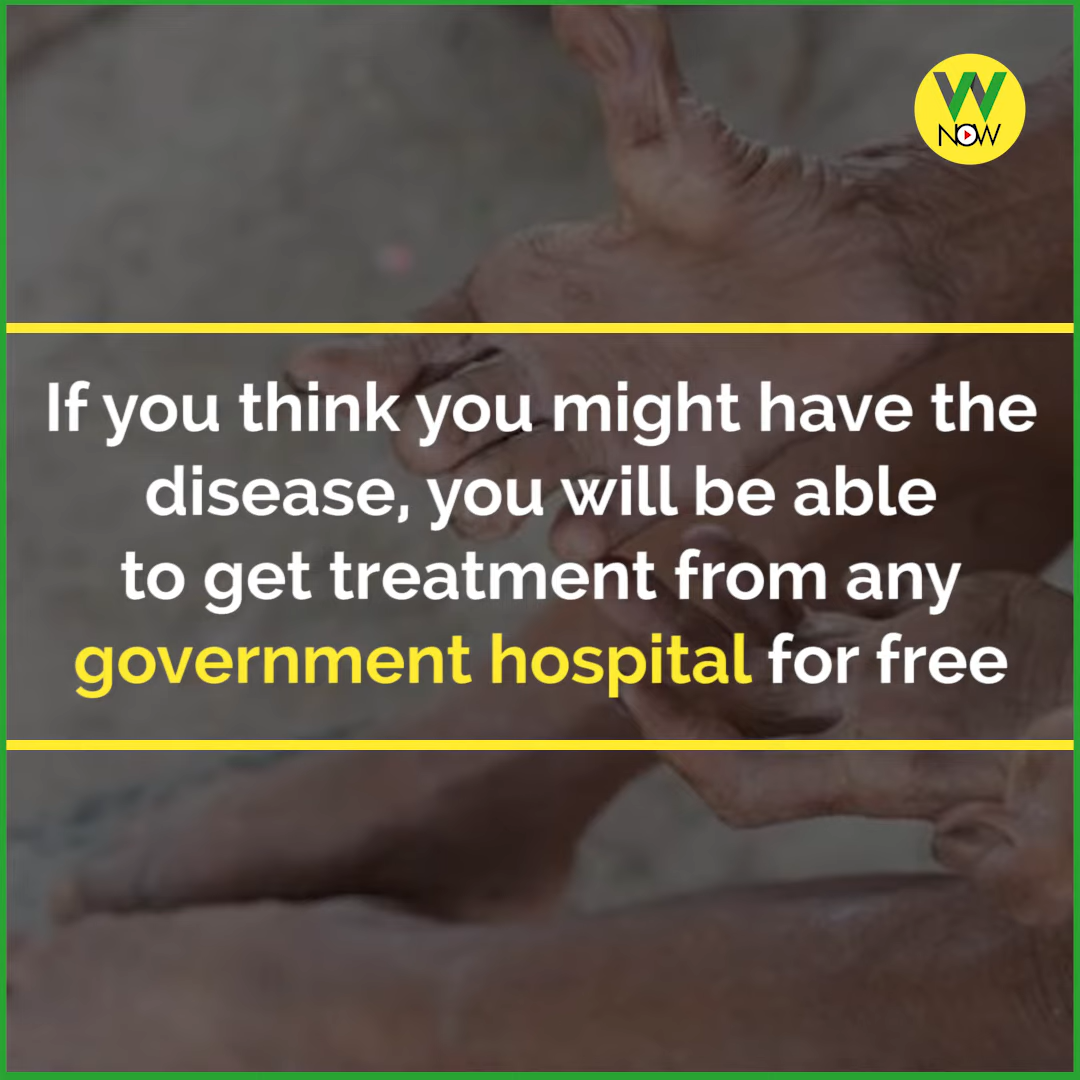 W
NOW
If you think you might have the
disease, you will be able
to get treatment from any
government hospital for free